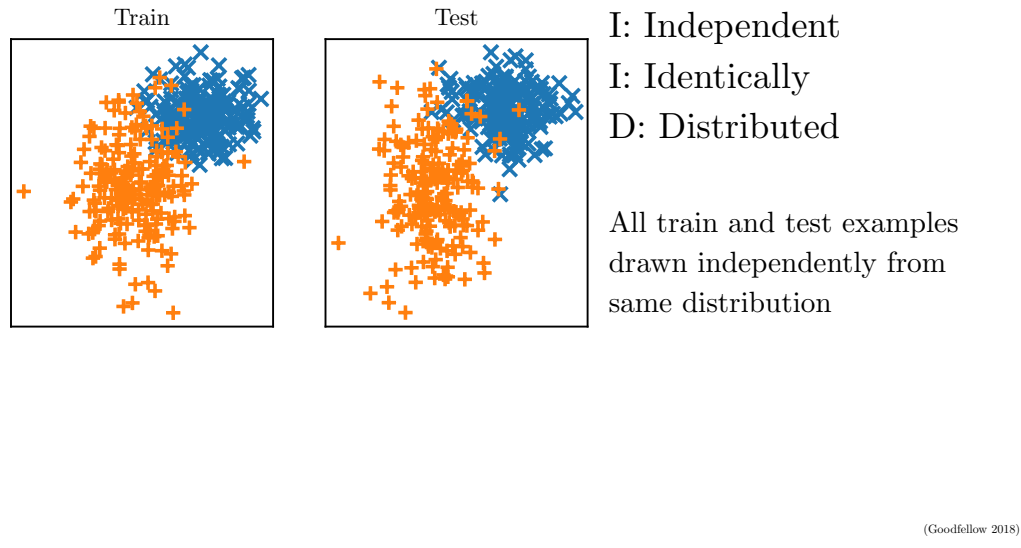 Train
Test
I: Independent
I: Identically
D: Distributed
All train and test examples
drawn independently from
same distribution
(Goodfellow 2018)